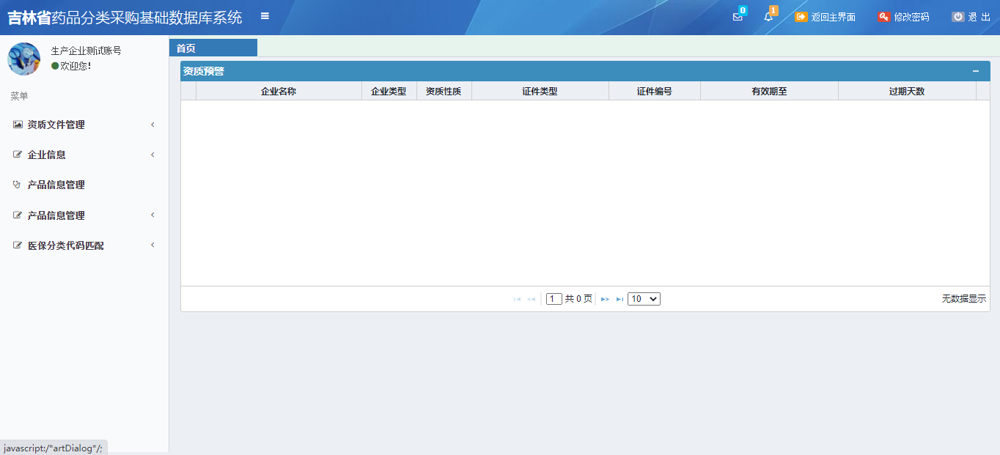 吉林省药品分类采购基础数据库系统
0
1
返回主界面
修改密码
退 出
生产企业测试账号
欢迎您!
菜单
资质文件管理
企业信息
产品信息管理
产品信息管理
医保分类代码匹配
首页
资质预警
企业名称 企业类型 资质性质 证件类型 证件编号 有效期至 过期天数
1 共 0 页 10 无数据显示
javascript:/*artDialog*/;